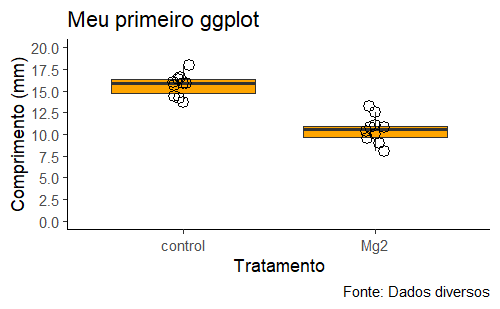 Meu primeiro ggplot
Comprimento (mm)
20.0
17.5
15.0
12.5
10.0
7.5
5.0
2.5
0.0
control
Mg2
Tratamento
Fonte: Dados diversos